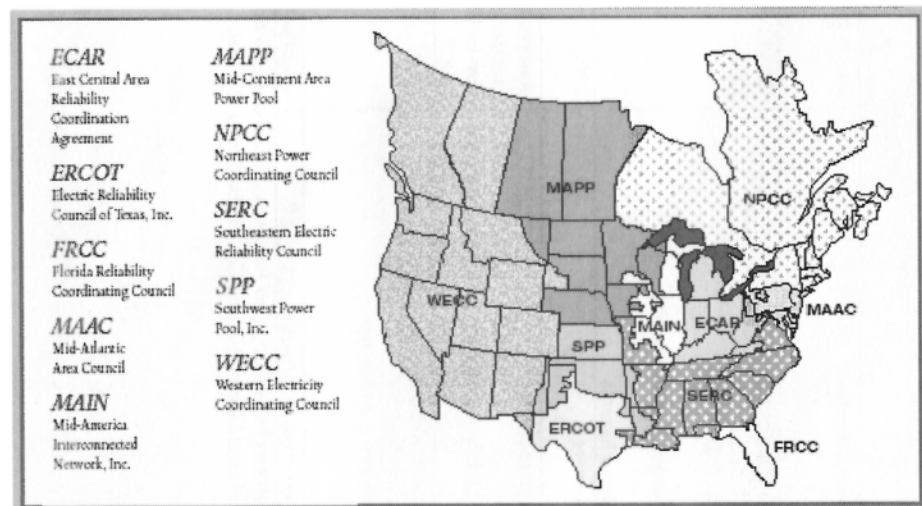 ECAR
East Central Area
Reliability
Coordination
Agreement
ERCOT
Electric Reliability
Council of Texas, Inc.
FRCC
Florida Reliability
Coordinating Council
MAAC
Mid-Atlantic
Area Council
MAIN
Mid-America
Interconnected
Network, Inc.
MAPP
Mid-Continent Area
Power Pool
NPCC
Northeast Power
Coordinating Council
SERC
Southeastern Electric
Reliability Council
SPP
Southwest Power
Pool, Inc.
WECC
Western Electricity
Coordinating Council
MAPP
NPCC
WECC
MAIN
ECAR
MAAC
SPP
SERC
ERCOT
FRCC